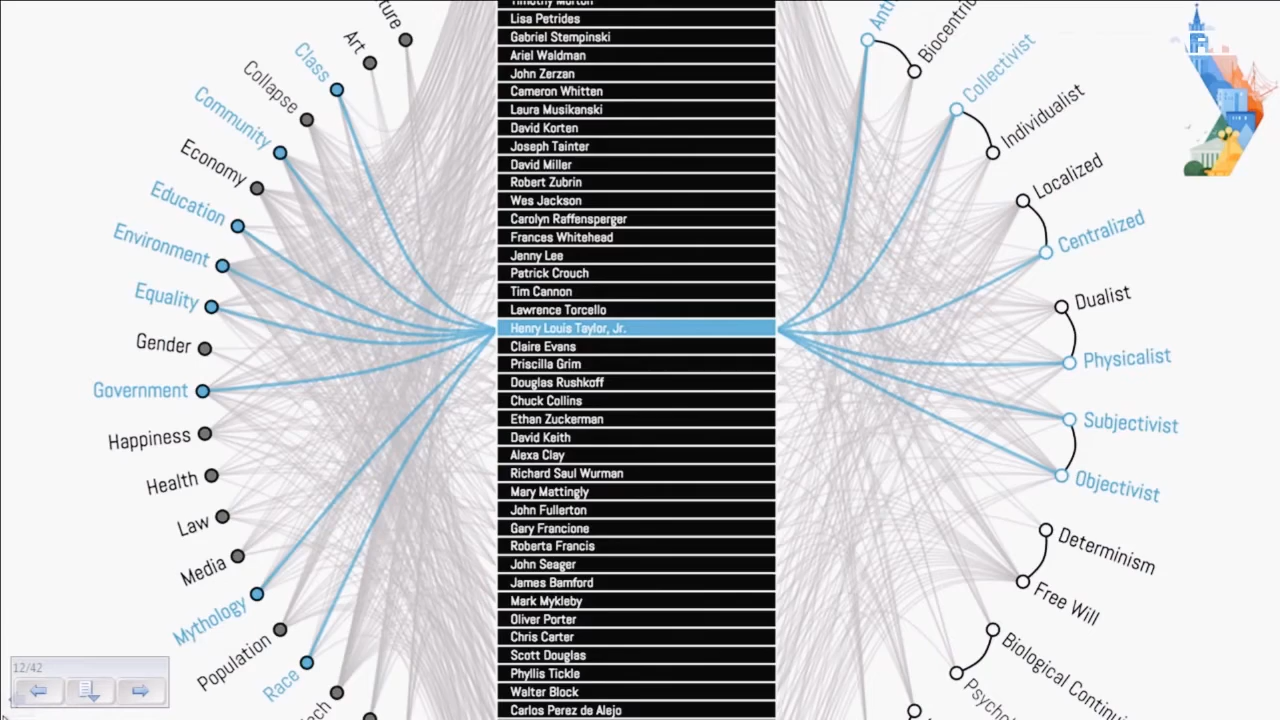 Timothy Morton
Lisa Petrides
Gabriel Stempinski
Ariel Waldman
John Zerzan
Cameron Whitten
Laura Musikanski
David Korten
Joseph Tainter
David Miller
Robert Zubrin
Wes Jackson
Carolyn Raffensperger
Frances Whitehead
Jenny Lee
Patrick Crouch
Tim Cannon
Lawrence Torcello
Henry Louis Taylor, Jr.
Claire Evans
Priscilla Grim
Douglas Rushkoff
Chuck Collins
Ethan Zuckerman
David Keith
Alexa Clay
Richard Saul Wurman
Mary Mattingly
John Fullerton
Gary Francione
Roberta Francis
John Seager
James Bamford
Mark Mykleby
Oliver Porter
Chris Carter
Scott Douglas
Phyllis Tickle
Walter Block
Carlos Perez de Alejo
Art
Class
Collapse
Community
Economy
Education
Environment
Equality
Gender
Government
Happiness
Health
Law
Media
Mythology
Population
Race
Biocentric
Collectivist
Individualist
Localized
Centralized
Dualist
Physicalist
Subjectivist
Objectivist
Determinism
Free Will
Biological
12/42